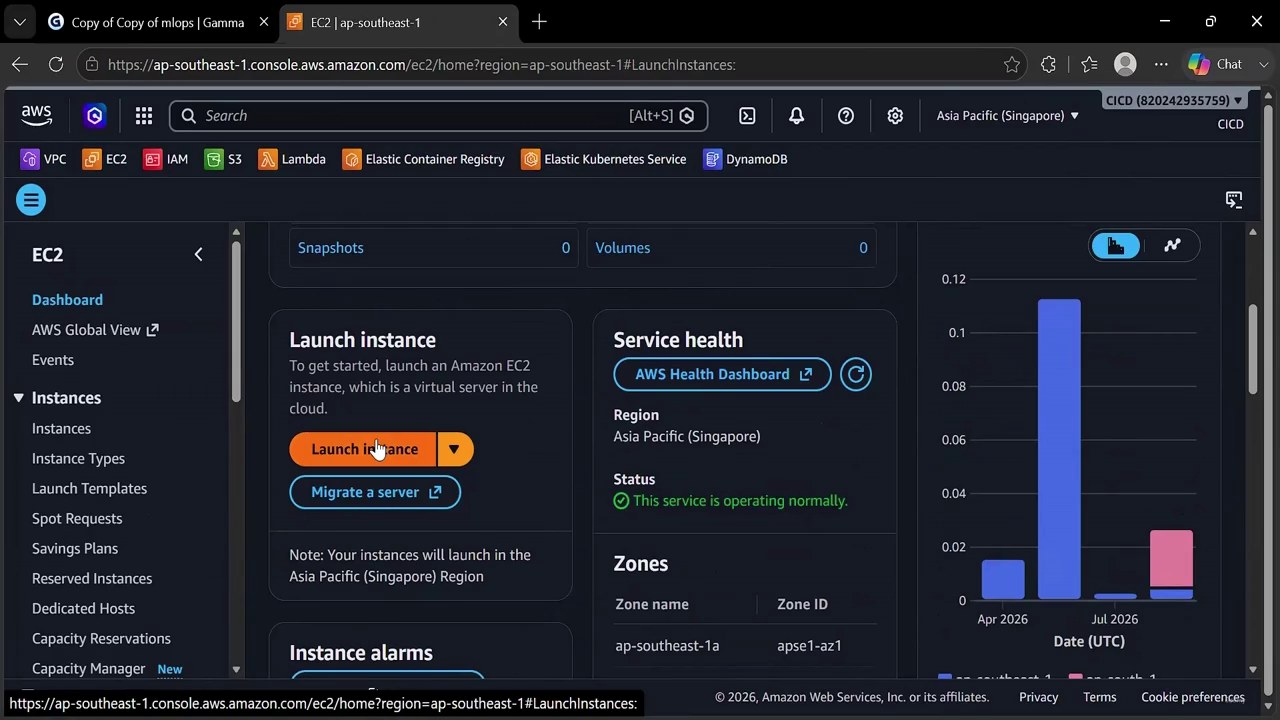 Copy of Copy of mlops | Gamma
EC2 | ap-southeast-1
https://ap-southeast-1.console.aws.amazon.com/ec2/home?region=ap-southeast-1#LaunchInstances:
Chat
aws
Search
[Alt+S]
Asia Pacific (Singapore)
CICD (820242935759)
CICD
VPC
EC2
IAM
S3
Lambda
Elastic Container Registry
Elastic Kubernetes Service
DynamoDB
EC2
Dashboard
AWS Global View
Events
Instances
Instances
Instance Types
Launch Templates
Spot Requests
Savings Plans
Reserved Instances
Dedicated Hosts
Capacity Reservations
Capacity Manager New
Snapshots 0
Volumes 0
Launch instance
To get started, launch an Amazon EC2
instance, which is a virtual server in the
cloud.
Launch instance
Migrate a server
Note: Your instances will launch in the
Asia Pacific (Singapore) Region
Instance alarms
Service health
AWS Health Dashboard
Region
Asia Pacific (Singapore)
Status
This service is operating normally.
Zones
Zone name Zone ID
ap-southeast-1a apse1-az1
0.12
0.1
0.08
0.06
0.04
0.02
0
Apr 2026 Jul 2026
Date (UTC)
https://ap-southeast-1.console.aws.amazon.com/ec2/home?region=ap-southeast-1#LaunchInstances:
© 2026, Amazon Web Services, Inc. or its affiliates.
Privacy
Terms
Cookie preferences